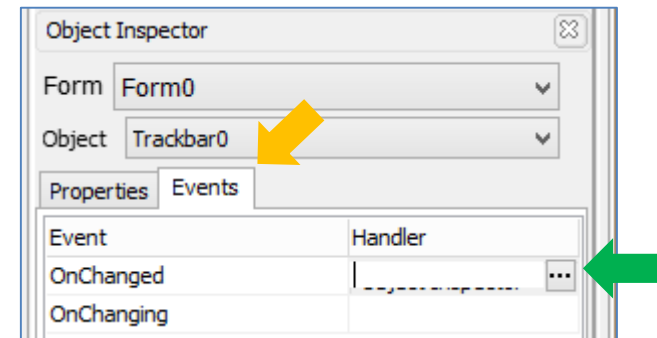 Object Inspector
Form Form0
Object Trackbar0
Properties Events
Event Handler
OnChanged ...
OnChanging